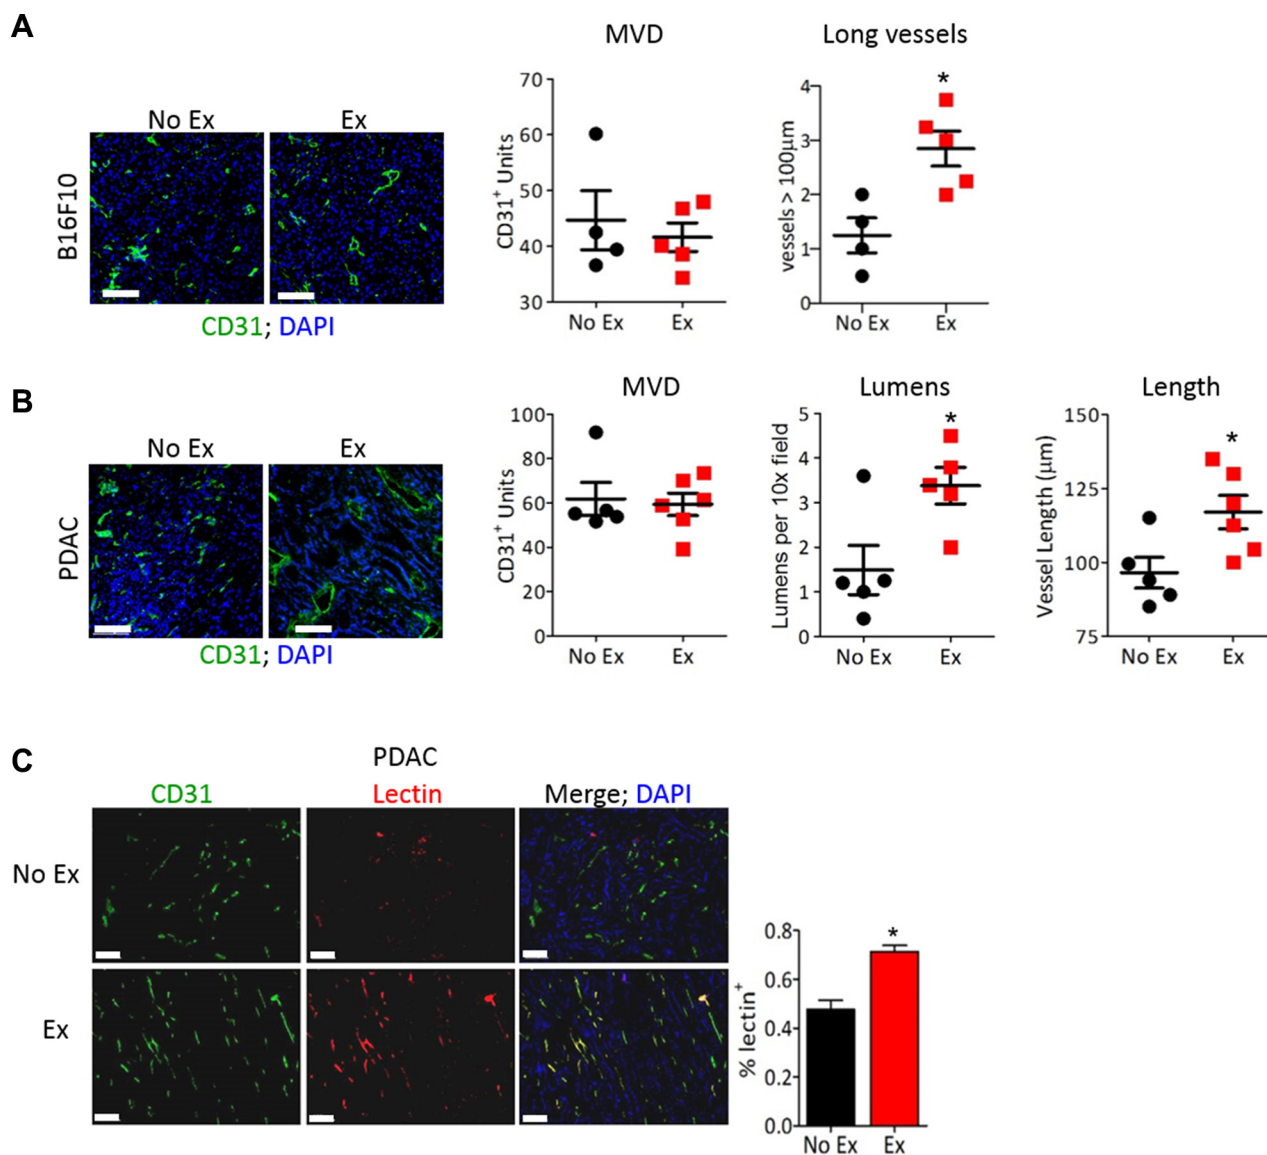 A
MVD
Long vessels
No Ex
Ex
B16F10
CD31; DAPI
CD31⁺ Units
70
60
50
40
30
No Ex
Ex
vessels > 100μm
4
3
2
1
0
*
No Ex
Ex
B
MVD
Lumens
Length
No Ex
Ex
PDAC
CD31; DAPI
CD31⁺ Units
100
80
60
40
20
0
No Ex
Ex
Lumens per 10x field
5
4
3
2
1
0
*
No Ex
Ex
Vessel Length (μm)
150
125
100
75
*
No Ex
Ex
C
PDAC
CD31
Lectin
Merge; DAPI
No Ex
Ex
% lectin⁺
0.8
0.6
0.4
0.2
0.0
*
No Ex
Ex